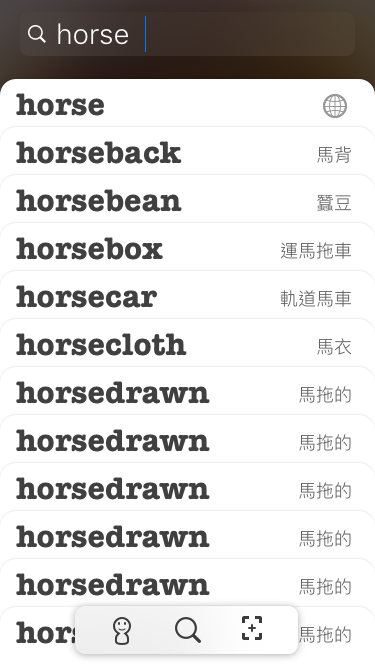 horse
horse
horseback 馬背
horsebean 蠶豆
horsebox 運馬拖車
horsecar 軌道馬車
horsecloth 馬衣
horsedrawn 馬拖的
horsedrawn 馬拖的
horsedrawn 馬拖的
horsedrawn 馬拖的
horsedrawn 馬拖的
馬拖的